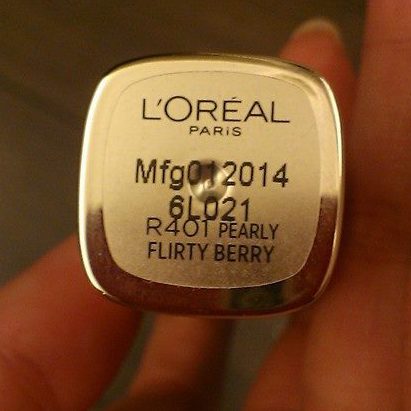 L'ORÉAL
PARIS
Mfg012014
6L021
R401 PEARLY
FLIRTY BERRY